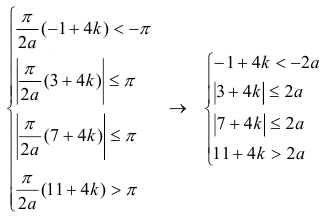 π/2a (−1+4k) < −π
|π/2a (3+4k)| ≤ π
|π/2a (7+4k)| ≤ π
π/2a (11+4k) > π
→
−1+4k < −2a
|3+4k| ≤ 2a
|7+4k| ≤ 2a
11+4k > 2a